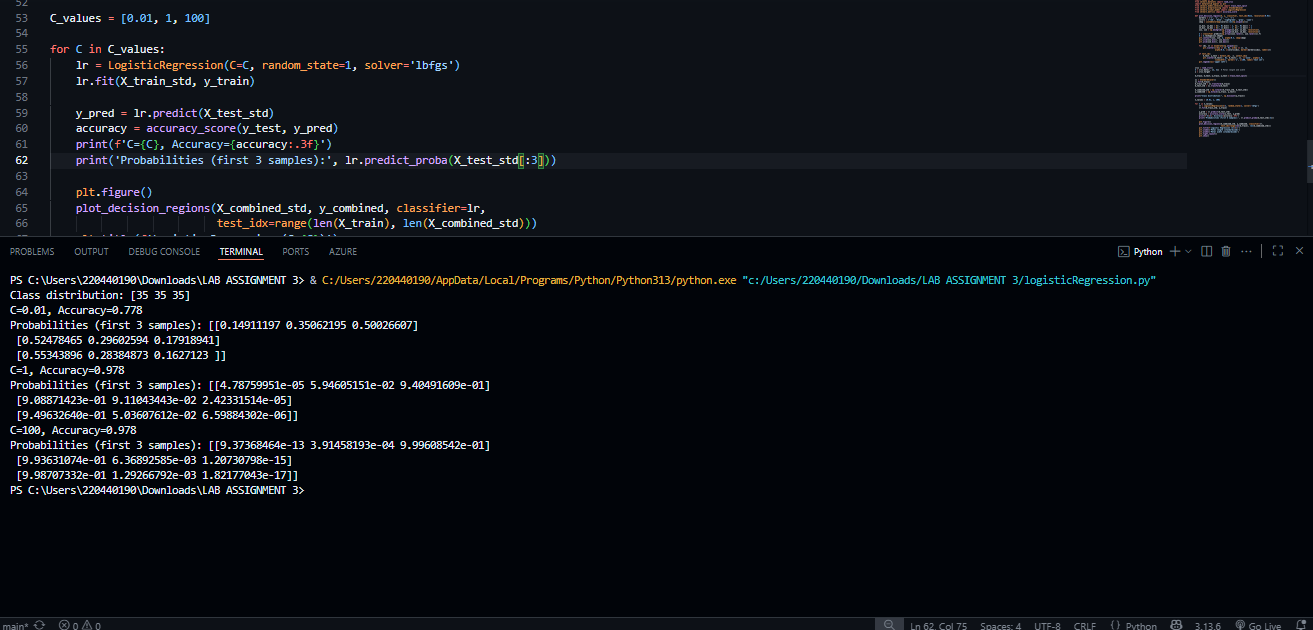 52
53 C_values = [0.01, 1, 100]
54
55 for C in C_values:
56 lr = LogisticRegression(C=C, random_state=1, solver='lbfgs')
57 lr.fit(X_train_std, y_train)
58
59 y_pred = lr.predict(X_test_std)
60 accuracy = accuracy_score(y_test, y_pred)
61 print(f'C={C}, Accuracy={accuracy:.3f}')
62 print('Probabilities (first 3 samples):', lr.predict_proba(X_test_std[:3]))
63
64 plt.figure()
65 plot_decision_regions(X_combined_std, y_combined, classifier=lr,
66 test_idx=range(len(X_train), len(X_combined_std)))
PROBLEMS OUTPUT DEBUG CONSOLE TERMINAL PORTS AZURE Python
PS C:\Users\220440190\Downloads\LAB ASSIGNMENT 3> & C:/Users/220440190/AppData/Local/Programs/Python/Python313/python.exe "c:/Users/220440190/Downloads/LAB ASSIGNMENT 3/logisticRegression.py"
Class distribution: [35 35 35]
C=0.01, Accuracy=0.778
Probabilities (first 3 samples): [[0.14911197 0.35062195 0.50026607]
[0.52478465 0.29602594 0.17918941]
[0.55343896 0.28384873 0.1627123 ]]
C=1, Accuracy=0.978
Probabilities (first 3 samples): [[4.78759951e-05 5.94605151e-02 9.40491609e-01]
[9.08871423e-01 9.11043443e-02 2.42331514e-05]
[9.49632640e-01 5.03607612e-02 6.59884302e-06]]
C=100, Accuracy=0.978
Probabilities (first 3 samples): [[9.37368464e-13 3.91458193e-04 9.99608542e-01]
[9.93631074e-01 6.36892585e-03 1.20730798e-15]
[9.98707332e-01 1.29266792e-03 1.82177043e-17]]
PS C:\Users\220440190\Downloads\LAB ASSIGNMENT 3>
main* 0 0 Ln 62, Col 75 Spaces: 4 UTF-8 CRLF {} Python 3.13.6 Go Live